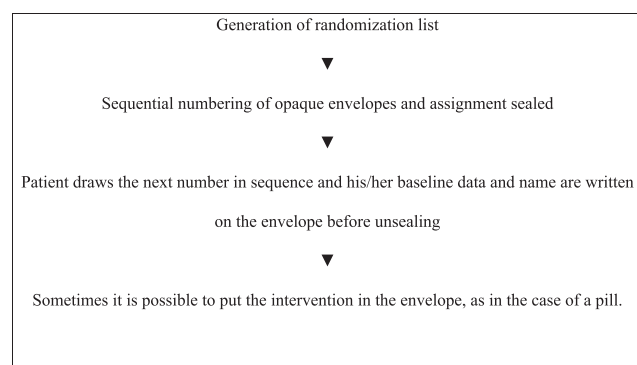 Generation of randomization list
▼
Sequential numbering of opaque envelopes and assignment sealed
▼
Patient draws the next number in sequence and his/her baseline data and name are written
on the envelope before unsealing
▼
Sometimes it is possible to put the intervention in the envelope, as in the case of a pill.